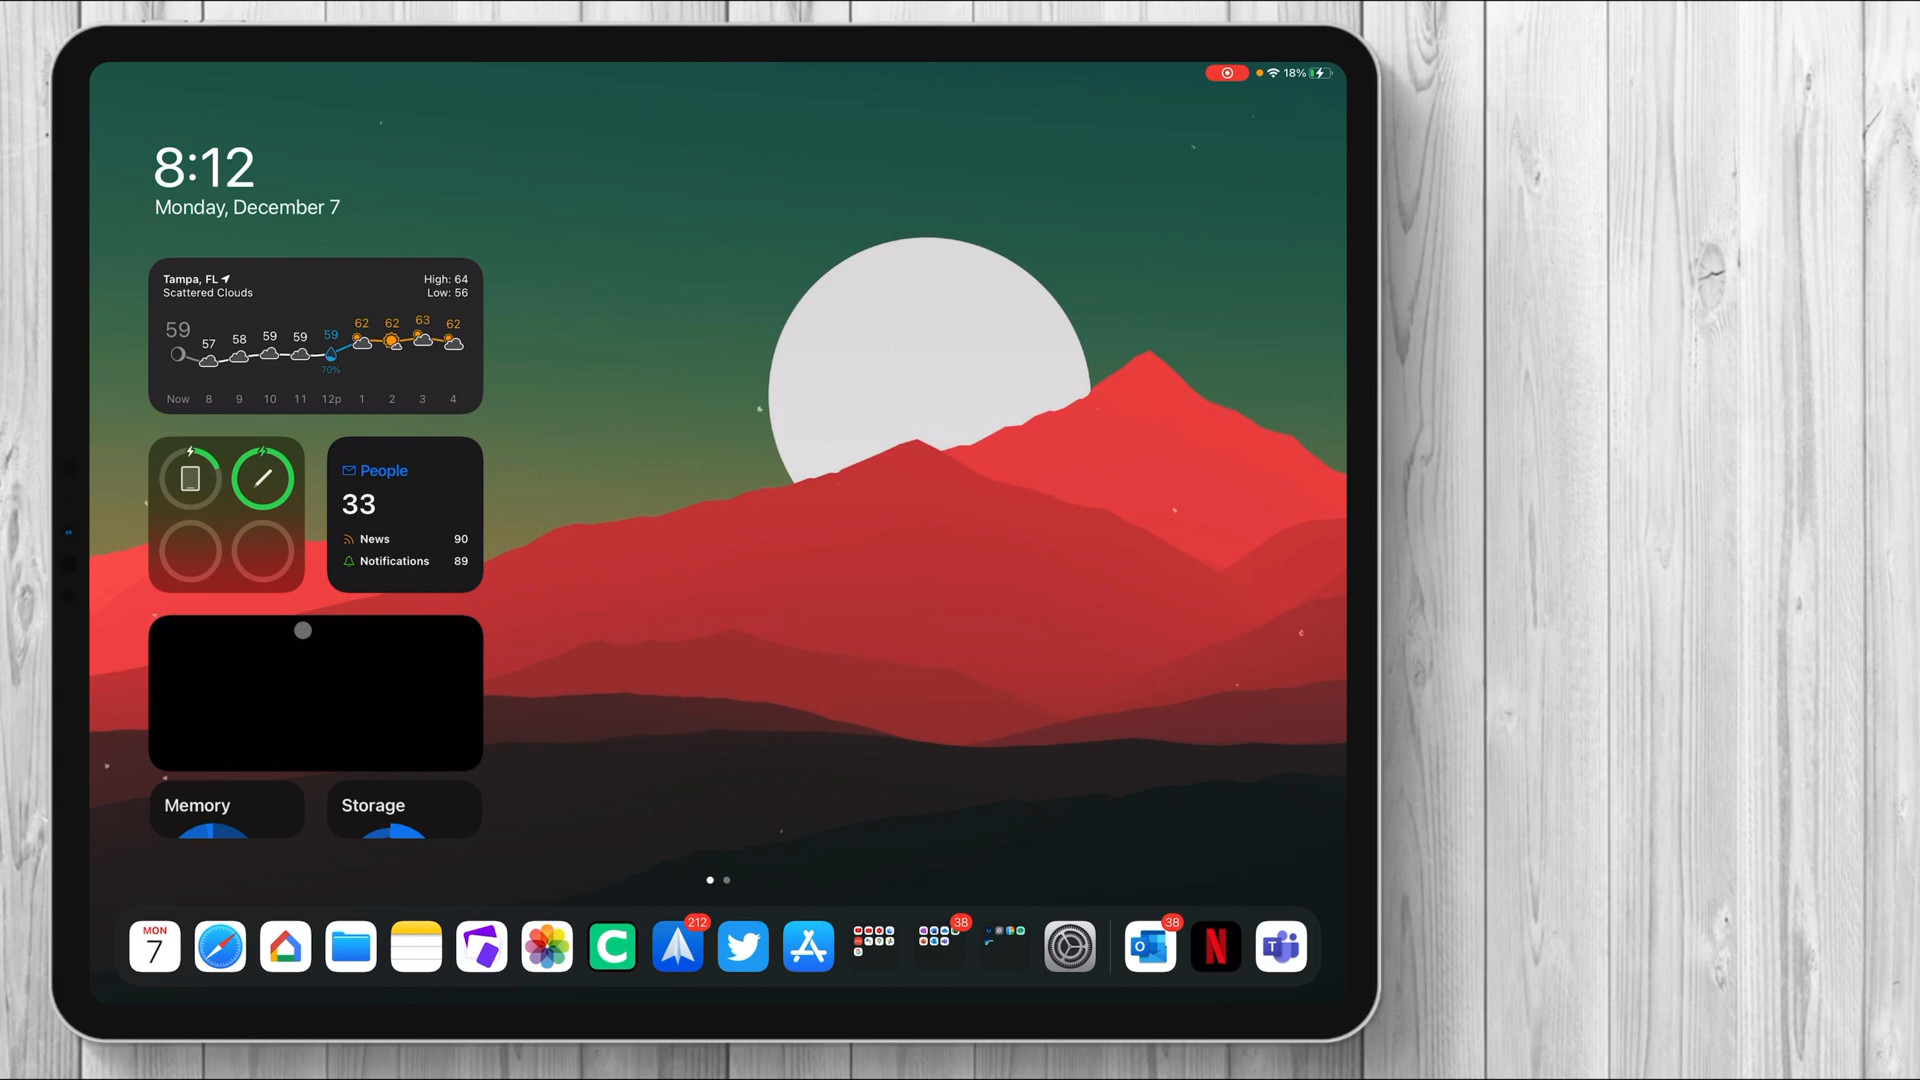 18%
8:12
Monday, December 7
Tampa, FL
High: 64
Scattered Clouds
Low: 56
59
57
58
59
59
59
62
62
63
62
70%
Now 8 9 10 11 12p 1 2 3 4
People
33
News 90
Notifications 89
Memory
Storage
212
38
38
MON
7
C
O
N
T